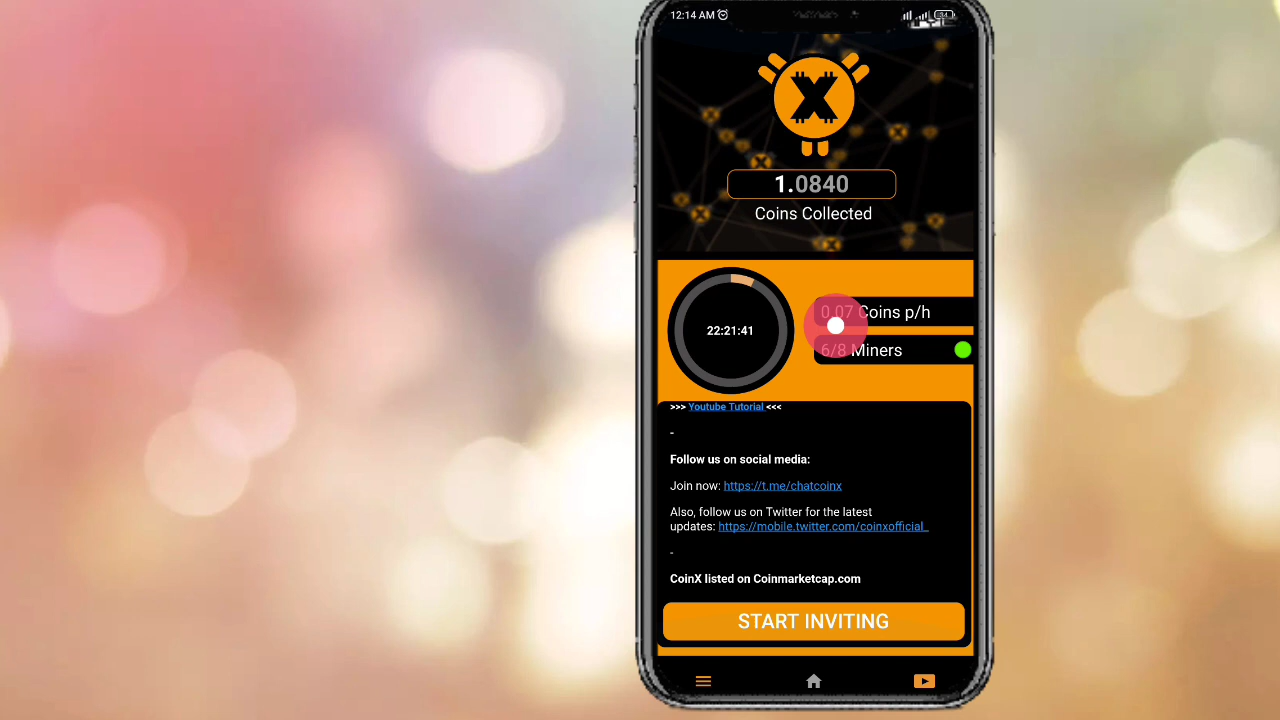 12:14 AM
34
X
1.0840
Coins Collected
22:21:41
0.07 Coins p/h
6/8 Miners
>>> Youtube Tutorial <<<
-
Follow us on social media:
Join now: https://t.me/chatcoinx
Also, follow us on Twitter for the latest
updates: https://mobile.twitter.com/coinxofficial_
-
CoinX listed on Coinmarketcap.com
START INVITING